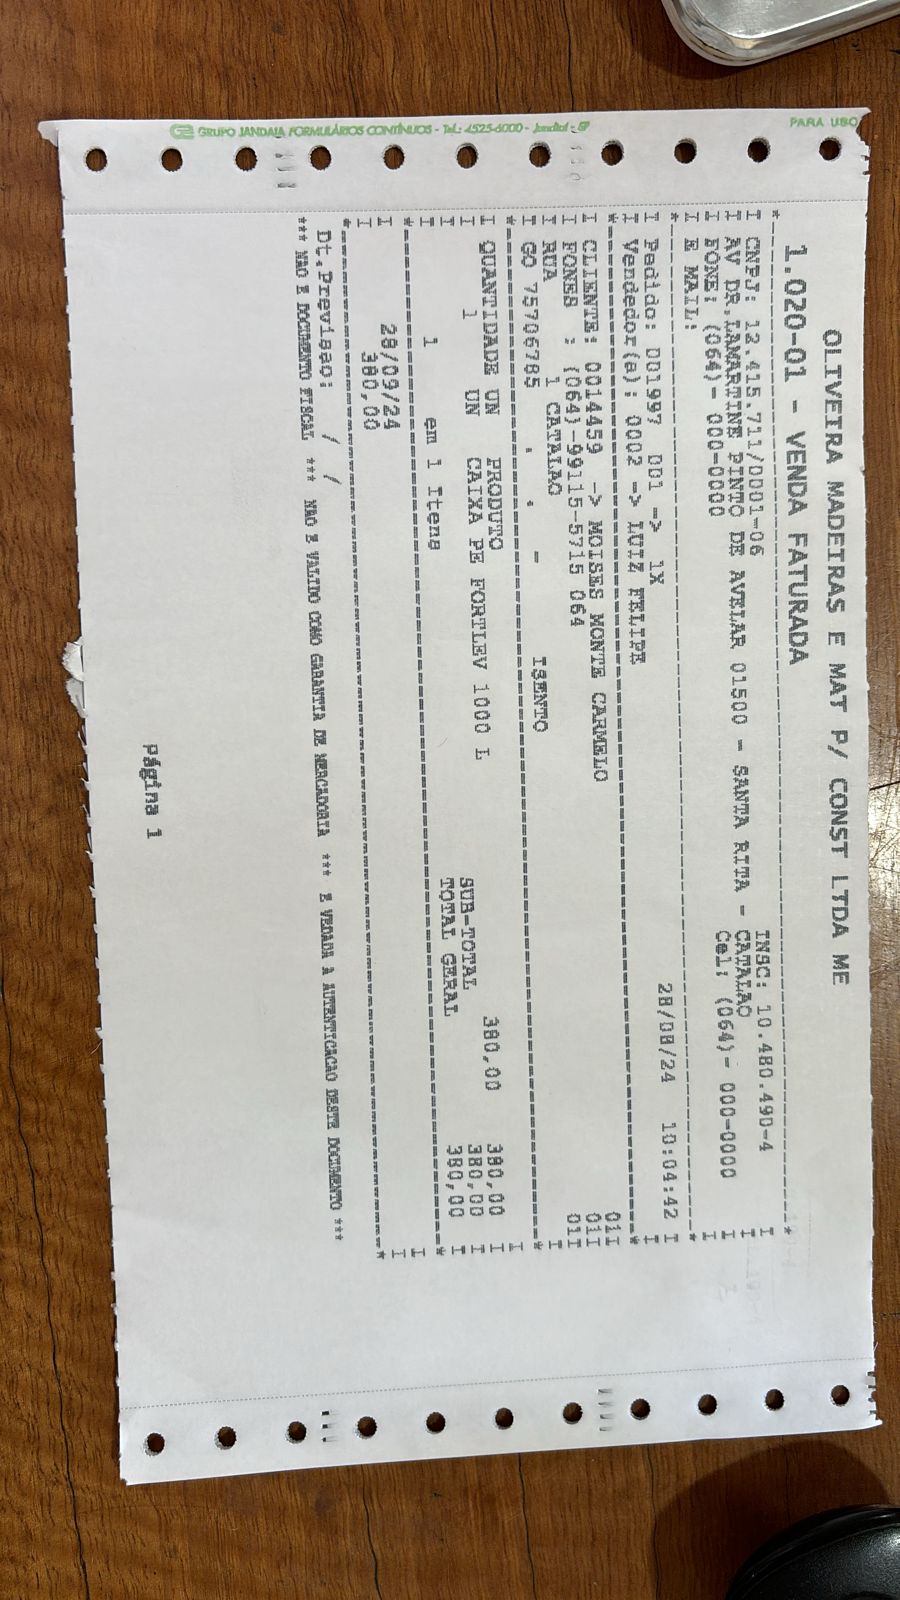 GRUPO JANDAIA FORMULÁRIOS CONTÍNUOS - Tel.: 4525-6000 - Jundiaí - SP
PARA USO
OLIVEIRA MADEIRAS E MAT P/ CONST LTDA ME
1.020-01 - VENDA FATURADA
*------------------------------------------------------------------------------*
I CNPJ: 12.415.711/0001-06 INSC: 10.480.490-4 I
I AV DR.LAMARTINE PINTO DE AVELAR 01500 - SANTA RITA - CATALAO I
I FONE: (064)- 000-0000 Cel: (064)- 000-0000 I
I E MAIL: I
*------------------------------------------------------------------------------*
I Pedido: 001997 001 -> 1X 28/08/24 10:04:42 I
I Vendedor(a): 0002 -> LUIZ FELIPE I
*==============================================================================*
I CLIENTE: 0014459 -> MOISES MONTE CARMELO 01I
I FONES : (064)-99115-5715 064 01I
I RUA 1 CATALAO 01I
I GO 75706785 . . - ISENTO I
*==============================================================================*
I QUANTIDADE UN PRODUTO I
I 1 UN CAIXA PE FORTLEV 1000 L 380,00 380,00 I
I SUB-TOTAL 380,00 I
I 1 em 1 Itens TOTAL GERAL 380,00 I
*==============================================================================*
I 28/09/24 I
I 380,00 I
*==============================================================================*
Dt.Previsao: / /
*** NAO E DOCUMENTO FISCAL *** NAO E VALIDO COMO GARANTIA DE MERCADORIA *** E VEDADA A AUTENTICACAO DESTE DOCUMENTO ***
Página 1